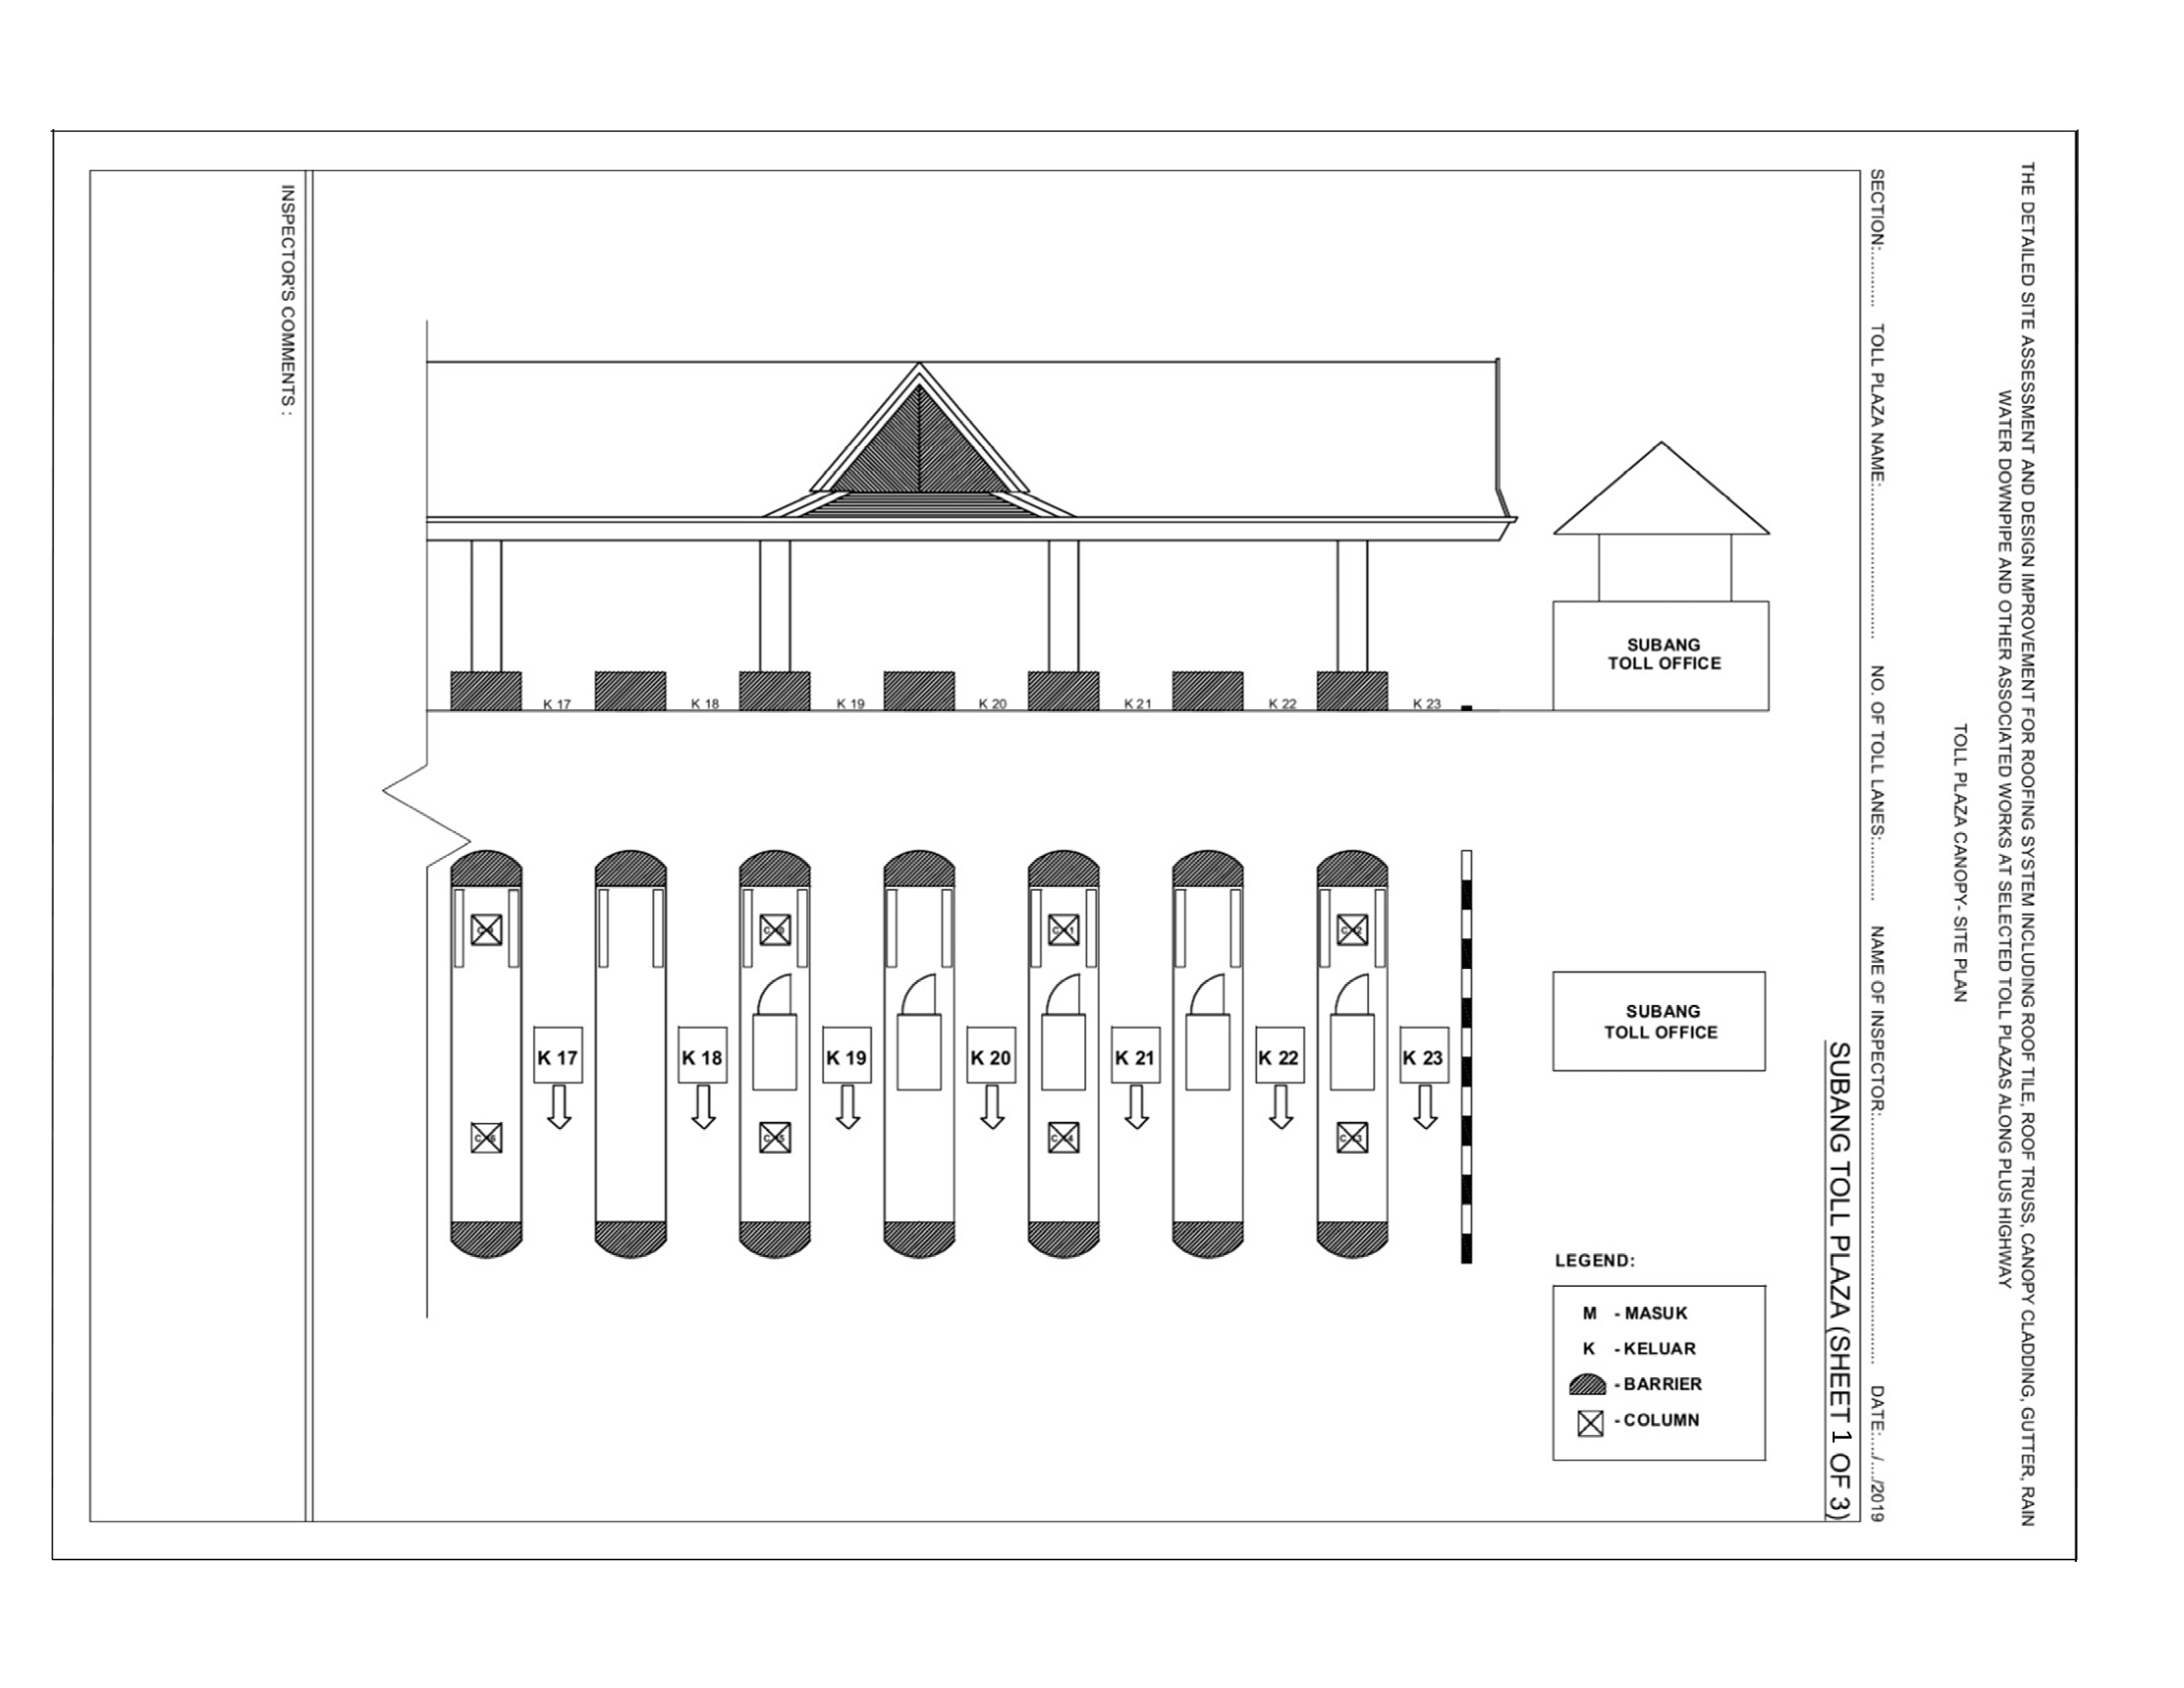 THE DETAILED SITE ASSESSMENT AND DESIGN IMPROVEMENT FOR ROOFING SYSTEM INCLUDING ROOF TILE, ROOF TRUSS, CANOPY CLADDING, GUTTER, RAIN
WATER DOWNPIPE AND OTHER ASSOCIATED WORKS AT SELECTED TOLL PLAZAS ALONG PLUS HIGHWAY
TOLL PLAZA CANOPY- SITE PLAN
SECTION:......... TOLL PLAZA NAME:.................................. NO. OF TOLL LANES:............. NAME OF INSPECTOR:........................................... DATE:..../..../2019
SUBANG TOLL PLAZA (SHEET 1 OF 3)
SUBANG
TOLL OFFICE
K 17 K 18 K 19 K 20 K 21 K 22 K 23
SUBANG
TOLL OFFICE
K 17 K 18 K 19 K 20 K 21 K 22 K 23
LEGEND:
M - MASUK
K - KELUAR
- BARRIER
- COLUMN
INSPECTOR'S COMMENTS :